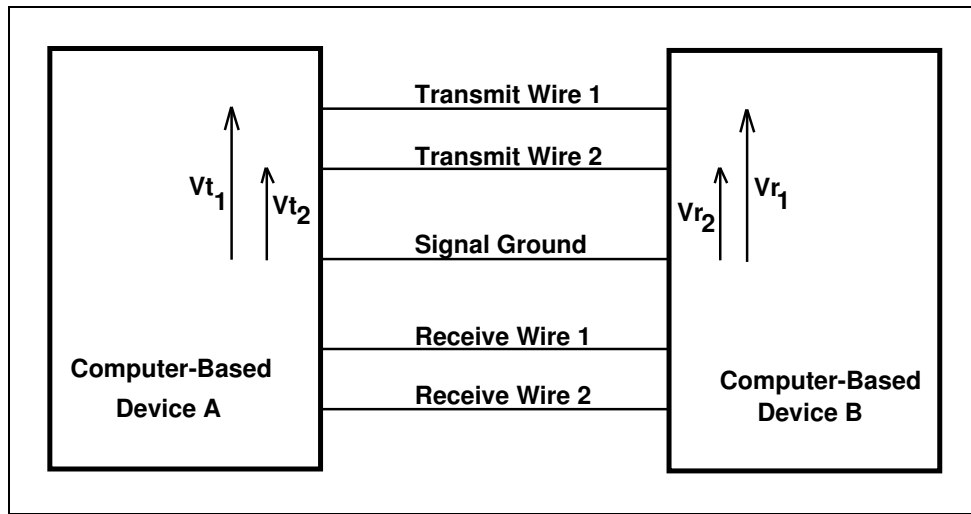 Transmit Wire 1
Transmit Wire 2
Vt1
Vt2
Vr2
Vr1
Signal Ground
Receive Wire 1
Computer-Based
Device A
Receive Wire 2
Computer-Based
Device B